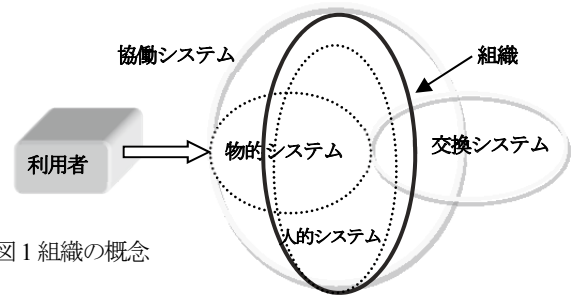 協働システム
組織
物的システム
交換システム
利用者
人的システム
図1 組織の概念